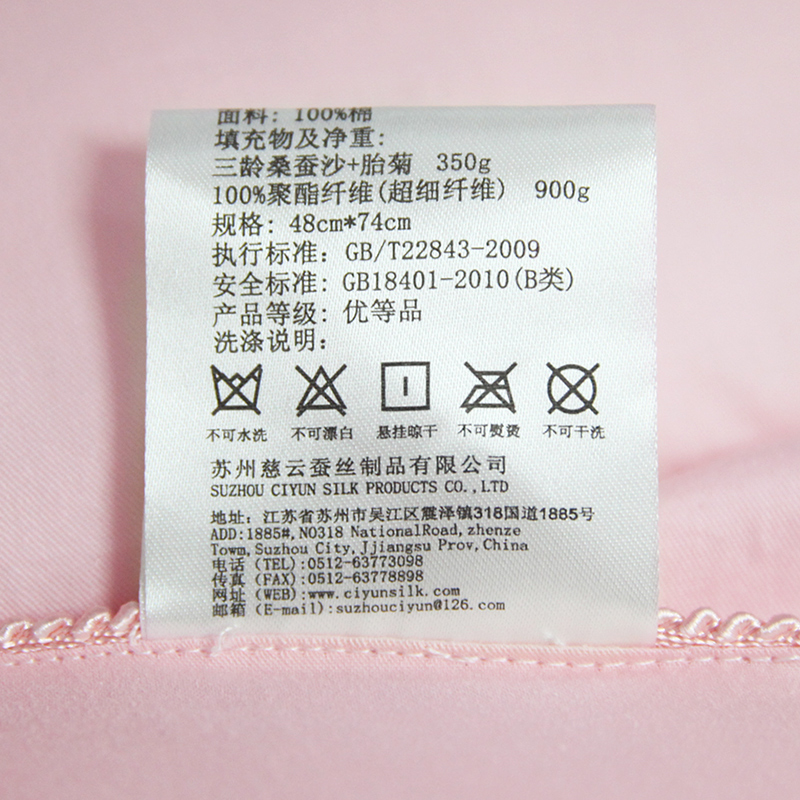 面料: 100%棉
填充物及净重:
三龄桑蚕沙+胎菊 350g
100%聚酯纤维(超细纤维) 900g
规格: 48cm*74cm
执行标准: GB/T22843-2009
安全标准: GB18401-2010(B类)
产品等级: 优等品
洗涤说明:
不可水洗 不可漂白 悬挂晾干 不可熨烫 不可干洗
苏州慈云蚕丝制品有限公司
SUZHOU CIYUN SILK PRODUCTS CO.,LTD
地址: 江苏省苏州市吴江区震泽镇318国道1885号
ADD:1885#,NO318 NationalRoad,zhenze
Towm,Suzhou City,Jjiangsu Prov,China
电话 (TEL):0512-63773098
传真 (FAX):0512-63778898
网址 (WEB):www.ciyunsilk.com
邮箱 (E-mail):suzhouciyun@126.com